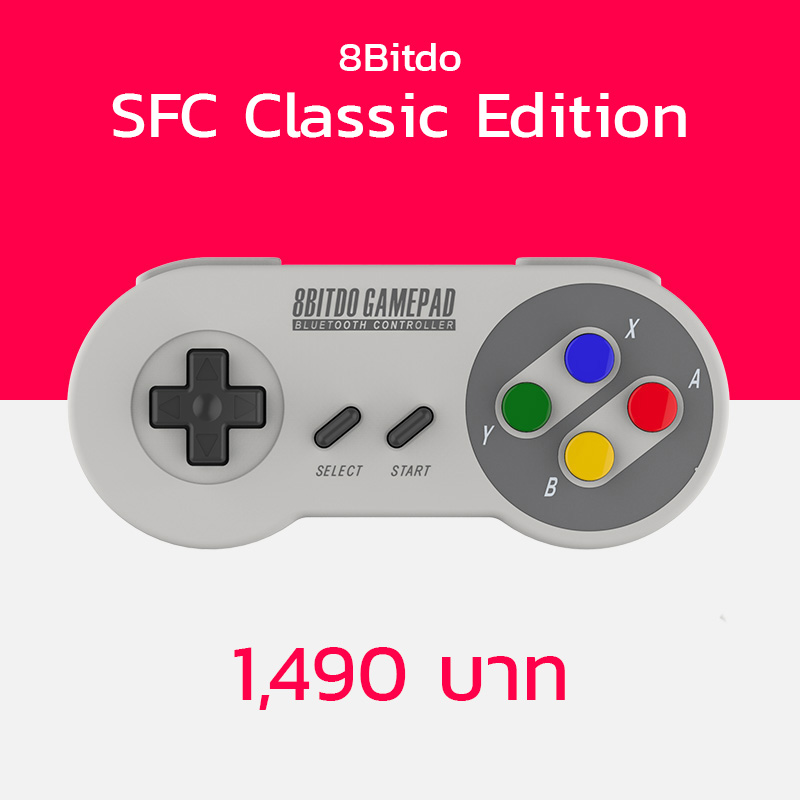 8Bitdo
SFC Classic Edition
8BITDO GAMEPAD
BLUETOOTH CONTROLLER
X
A
Y
B
SELECT START
1,490 บาท